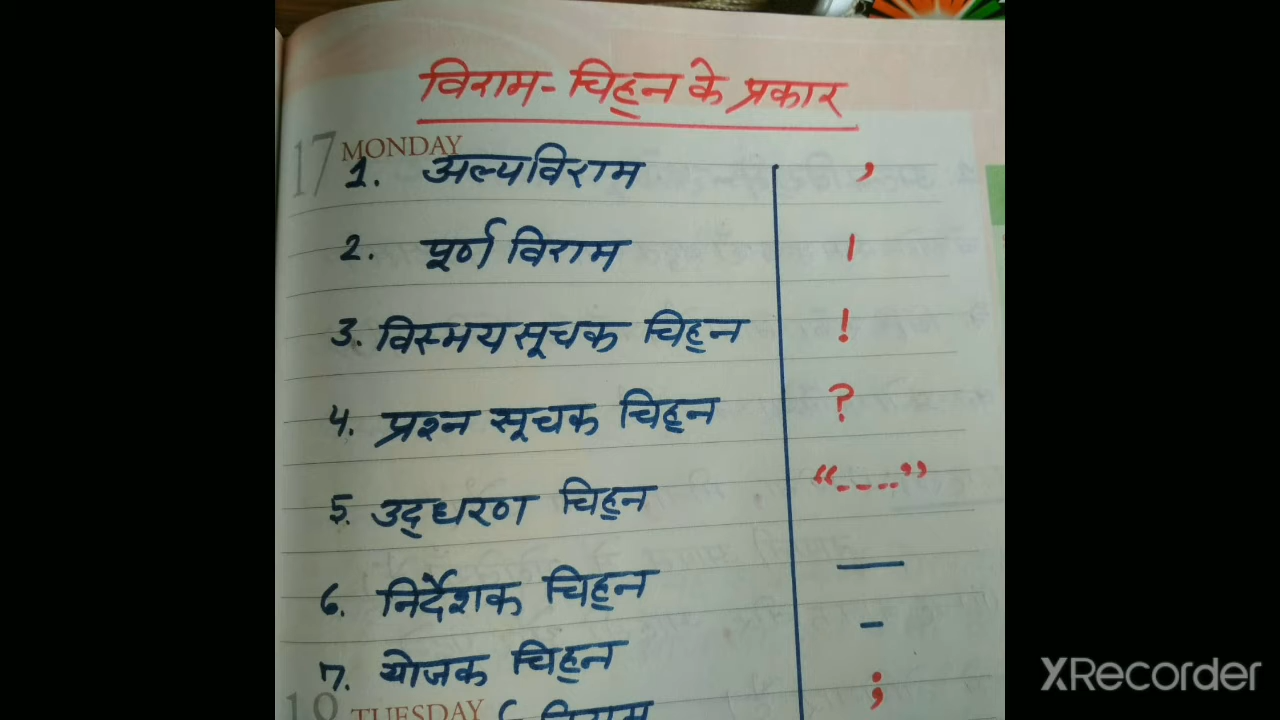 विराम-चिह्न के प्रकार
17 MONDAY
1. अल्पविराम ,
2. पूर्ण विराम ।
3. विस्मयसूचक चिह्न !
4. प्रश्न सूचक चिह्न ?
5. उद्धरण चिह्न “----”
6. निर्देशक चिह्न —
7. योजक चिह्न -
विराम ;
18 TUESDAY
XRecorder